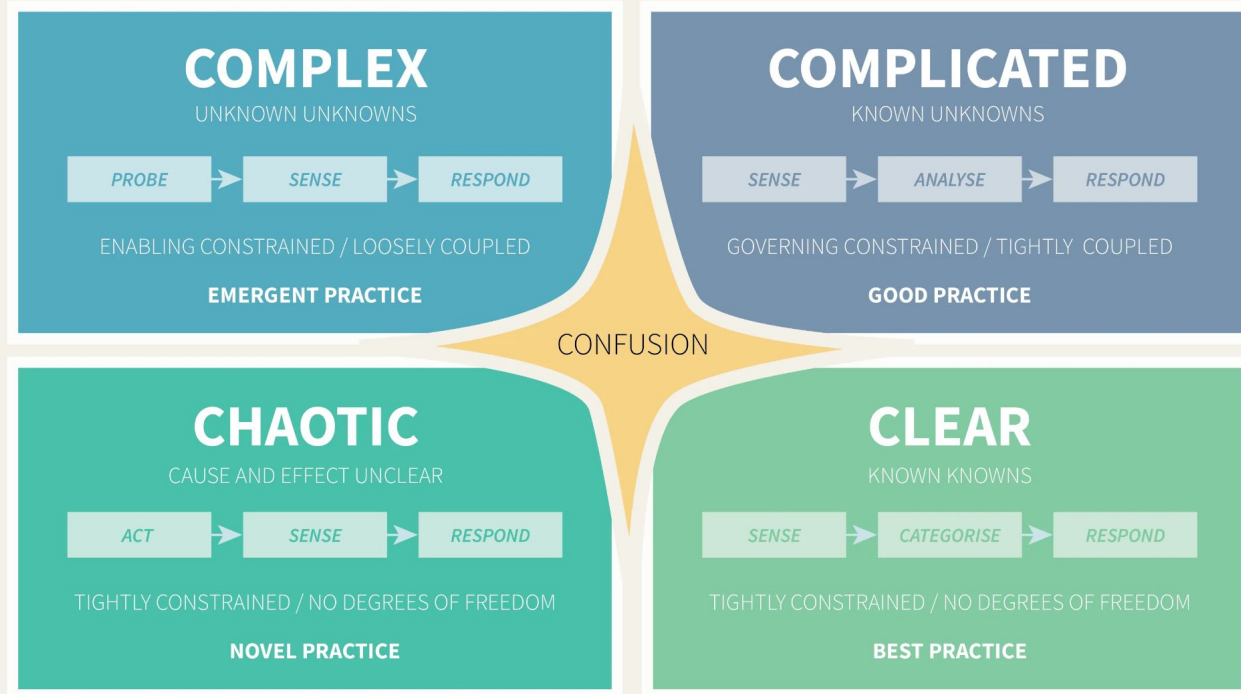 COMPLEX
UNKNOWN UNKNOWNS
PROBE SENSE RESPOND
ENABLING CONSTRAINED / LOOSELY COUPLED
EMERGENT PRACTICE
COMPLICATED
KNOWN UNKNOWNS
SENSE ANALYSE RESPOND
GOVERNING CONSTRAINED / TIGHTLY COUPLED
GOOD PRACTICE
CONFUSION
CHAOTIC
CAUSE AND EFFECT UNCLEAR
ACT SENSE RESPOND
TIGHTLY CONSTRAINED / NO DEGREES OF FREEDOM
NOVEL PRACTICE
CLEAR
KNOWN KNOWNS
SENSE CATEGORISE RESPOND
TIGHTLY CONSTRAINED / NO DEGREES OF FREEDOM
BEST PRACTICE